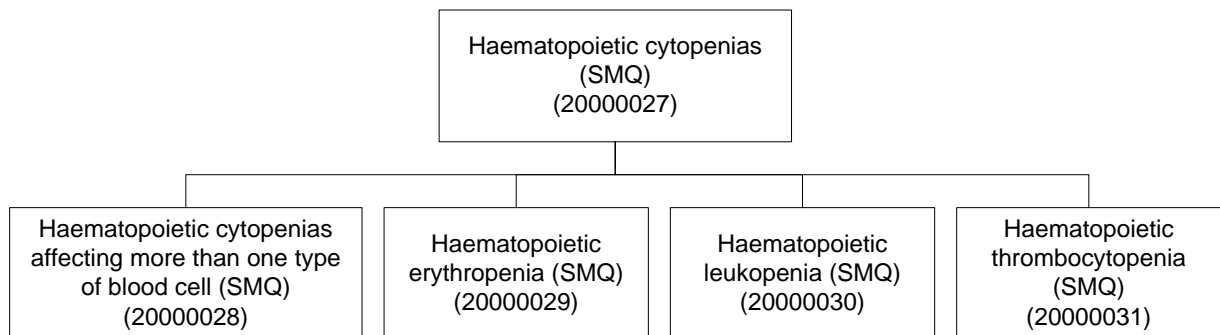 Haematopoietic cytopenias
(SMQ)
(20000027)
Haematopoietic cytopenias
affecting more than one type
of blood cell (SMQ)
(20000028)
Haematopoietic
erythropenia (SMQ)
(20000029)
Haematopoietic
leukopenia (SMQ)
(20000030)
Haematopoietic
thrombocytopenia
(SMQ)
(20000031)